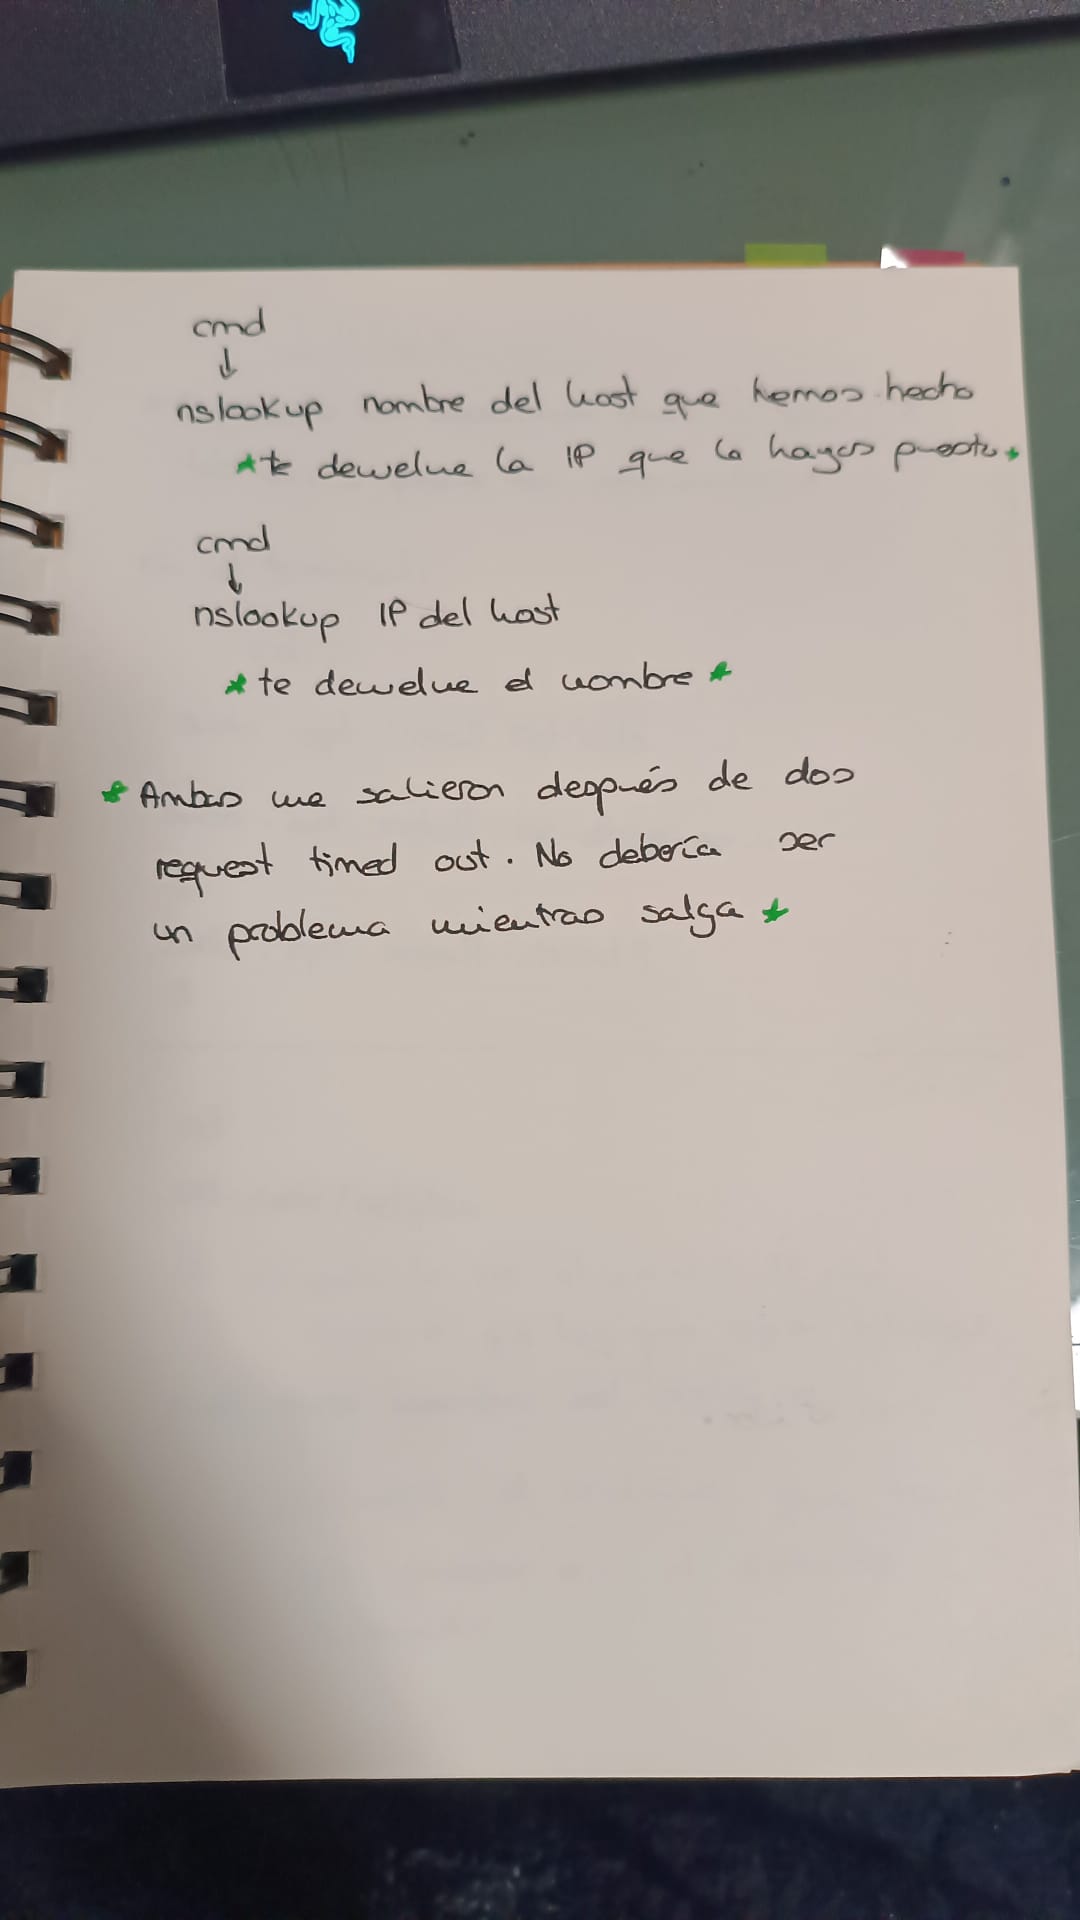 cmd
↓
nslookup nombre del host que hemos hecho
*te devuelve la IP que la hayas puesto*
cmd
↓
nslookup IP del host
*te devuelve el nombre*
*Ambas me salieron después de dos
request timed out. No debería ser
un problema mientras salga*